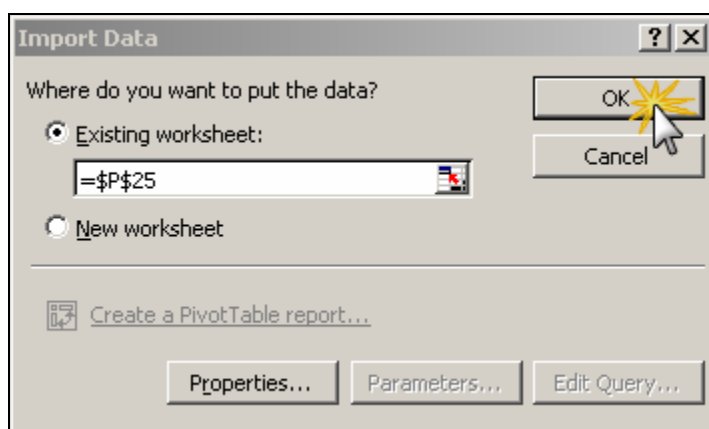 Import Data
?
Where do you want to put the data?
OK
Existing worksheet:
Cancel
=$P$25
New worksheet
Create a PivotTable report...
Properties... Parameters... Edit Query...